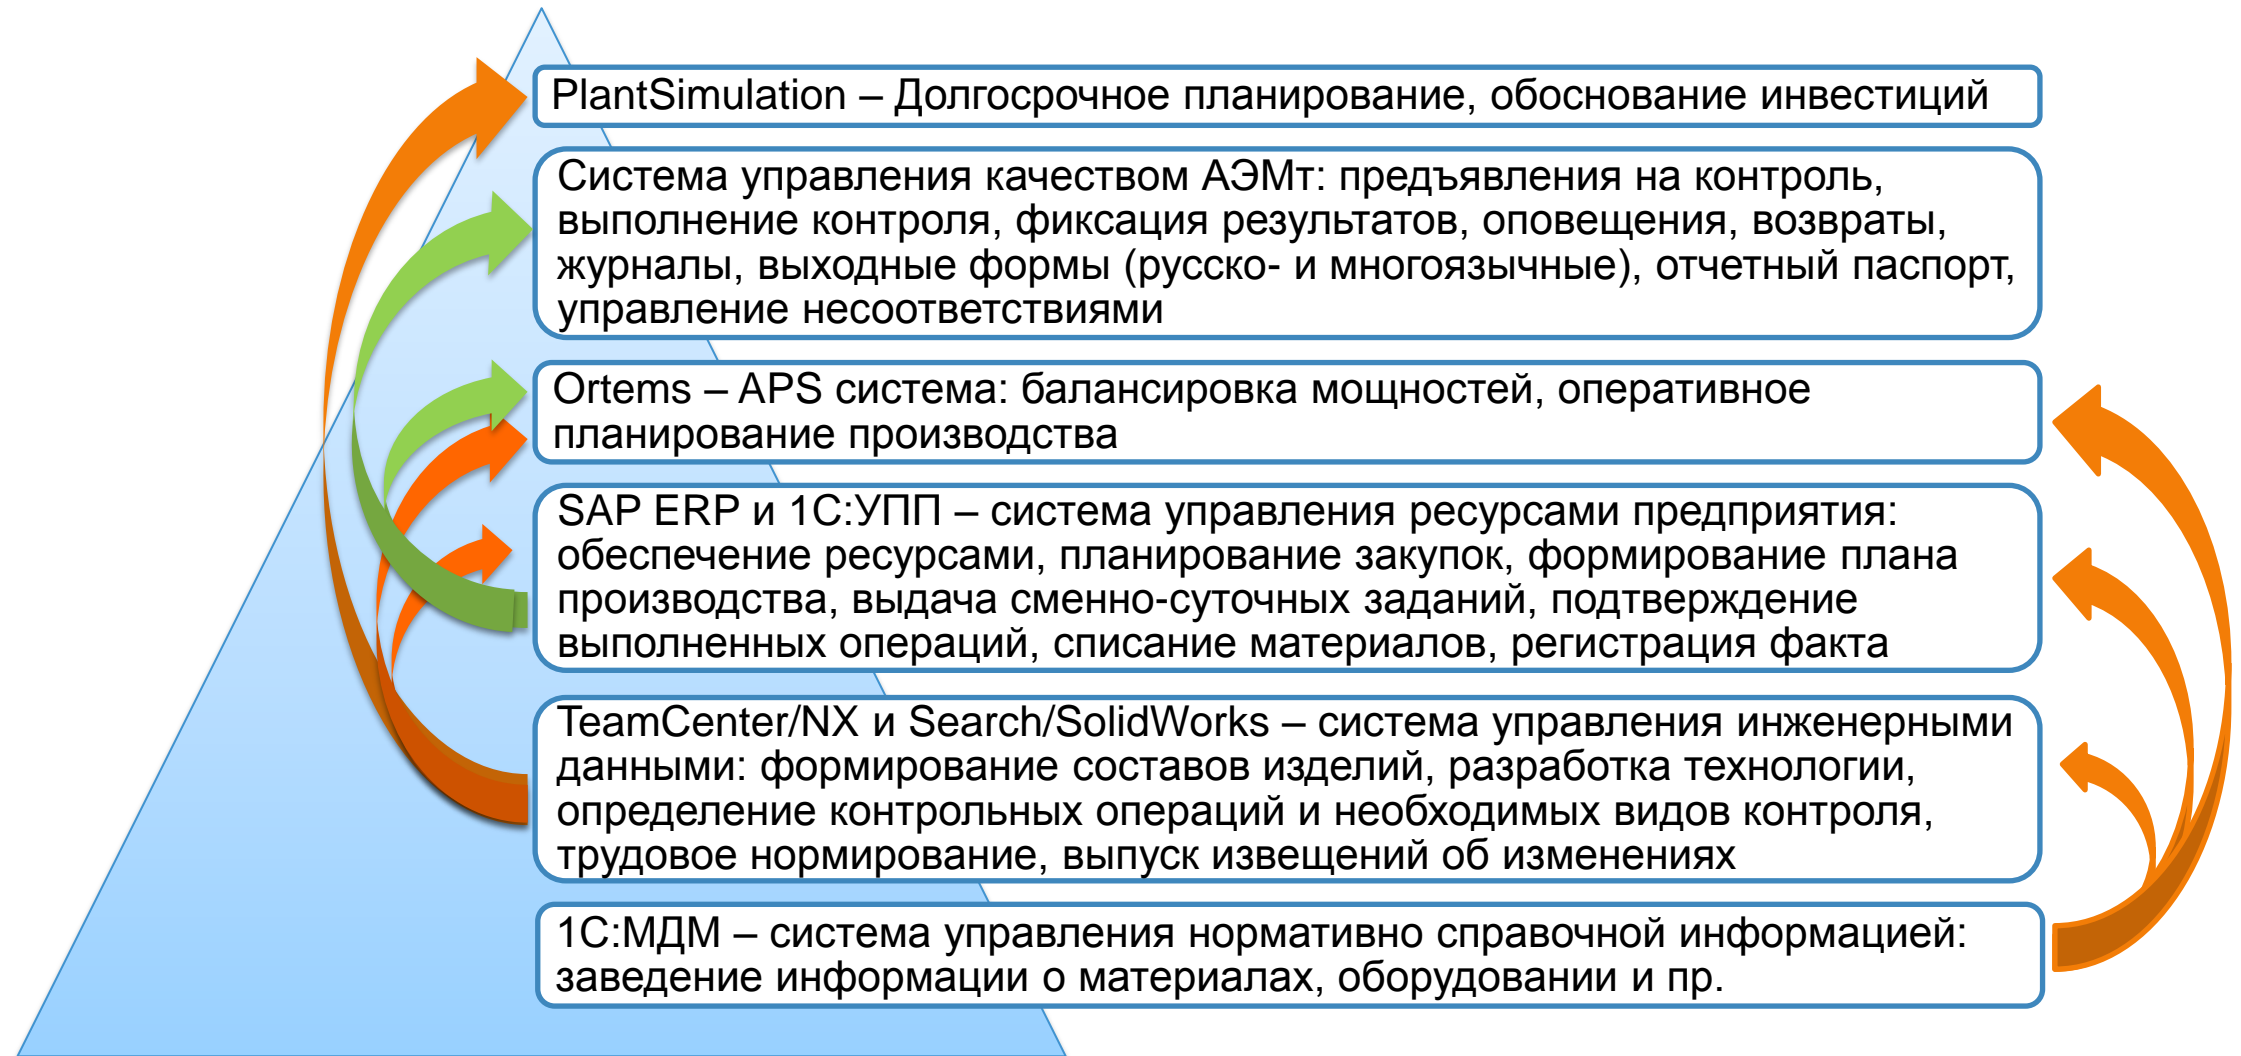 PlantSimulation – Долгосрочное планирование, обоснование инвестиций
Система управления качеством АЭМт: предъявления на контроль,
выполнение контроля, фиксация результатов, оповещения, возвраты,
журналы, выходные формы (русско- и многоязычные), отчетный паспорт,
управление несоответствиями
Ortems – APS система: балансировка мощностей, оперативное
планирование производства
SAP ERP и 1С:УПП – система управления ресурсами предприятия:
обеспечение ресурсами, планирование закупок, формирование плана
производства, выдача сменно-суточных заданий, подтверждение
выполненных операций, списание материалов, регистрация факта
TeamCenter/NX и Search/SolidWorks – система управления инженерными
данными: формирование составов изделий, разработка технологии,
определение контрольных операций и необходимых видов контроля,
трудовое нормирование, выпуск извещений об изменениях
1С:МДМ – система управления нормативно справочной информацией:
заведение информации о материалах, оборудовании и пр.